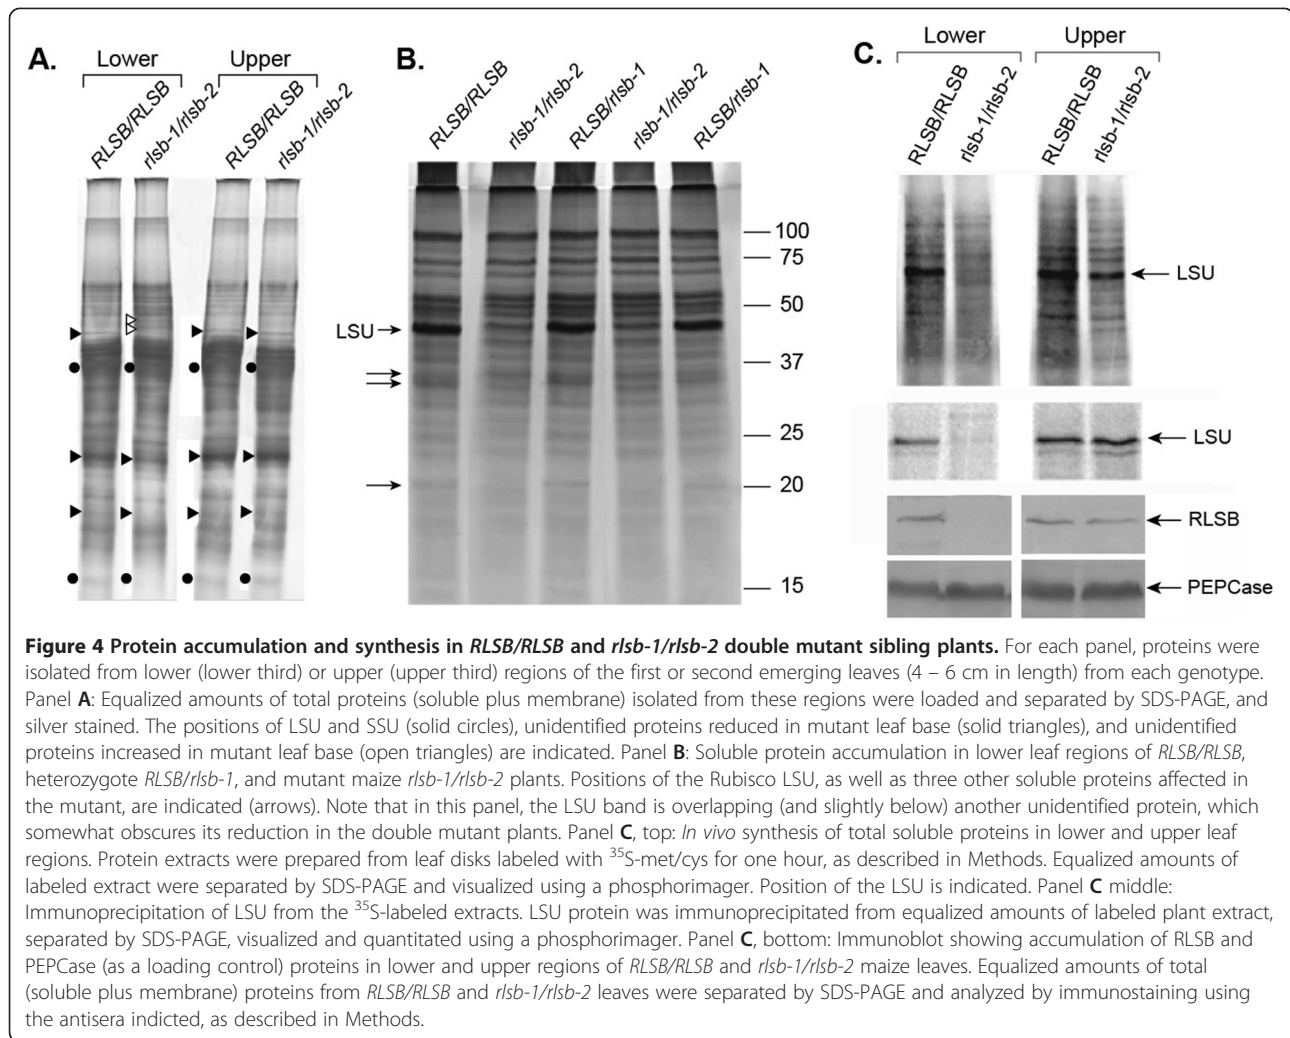 A.
Lower
Upper
RLSB/RLSB
rlsb-1/rlsb-2
RLSB/RLSB
rlsb-1/rlsb-2
B.
RLSB/RLSB
rlsb-1/rlsb-2
RLSB/rlsb-1
rlsb-1/rlsb-2
RLSB/rlsb-1
LSU
100
75
50
37
25
20
15
C.
Lower
Upper
RLSB/RLSB
rlsb-1/rlsb-2
RLSB/RLSB
rlsb-1/rlsb-2
LSU
LSU
RLSB
PEPCase
Figure 4 Protein accumulation and synthesis in RLSB/RLSB and rlsb-1/rlsb-2 double mutant sibling plants. For each panel, proteins were
isolated from lower (lower third) or upper (upper third) regions of the first or second emerging leaves (4 – 6 cm in length) from each genotype.
Panel A: Equalized amounts of total proteins (soluble plus membrane) isolated from these regions were loaded and separated by SDS-PAGE, and
silver stained. The positions of LSU and SSU (solid circles), unidentified proteins reduced in mutant leaf base (solid triangles), and unidentified
proteins increased in mutant leaf base (open triangles) are indicated. Panel B: Soluble protein accumulation in lower leaf regions of RLSB/RLSB,
heterozygote RLSB/rlsb-1, and mutant maize rlsb-1/rlsb-2 plants. Positions of the Rubisco LSU, as well as three other soluble proteins affected in
the mutant, are indicated (arrows). Note that in this panel, the LSU band is overlapping (and slightly below) another unidentified protein, which
somewhat obscures its reduction in the double mutant plants. Panel C, top: In vivo synthesis of total soluble proteins in lower and upper leaf
regions. Protein extracts were prepared from leaf disks labeled with ³⁵S-met/cys for one hour, as described in Methods. Equalized amounts of
labeled extract were separated by SDS-PAGE and visualized using a phosphorimager. Position of the LSU is indicated. Panel C middle:
Immunoprecipitation of LSU from the ³⁵S-labeled extracts. LSU protein was immunoprecipitated from equalized amounts of labeled plant extract,
separated by SDS-PAGE, visualized and quantitated using a phosphorimager. Panel C, bottom: Immunoblot showing accumulation of RLSB and
PEPCase (as a loading control) proteins in lower and upper regions of RLSB/RLSB and rlsb-1/rlsb-2 maize leaves. Equalized amounts of total
(soluble plus membrane) proteins from RLSB/RLSB and rlsb-1/rlsb-2 leaves were separated by SDS-PAGE and analyzed by immunostaining using
the antisera indicted, as described in Methods.